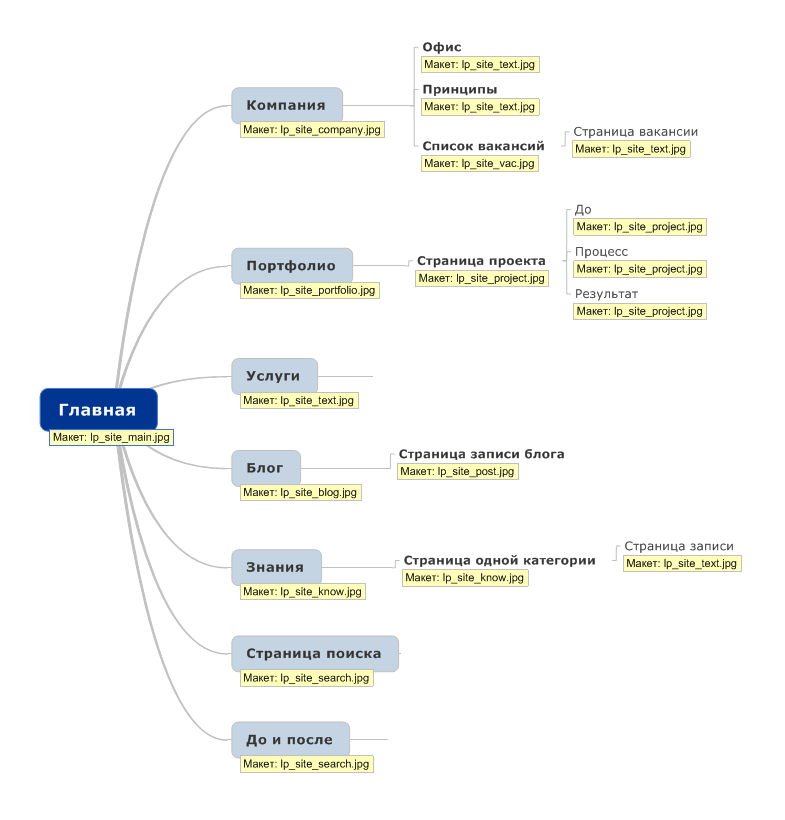 Офис
Макет: lp_site_text.jpg
Принципы
Макет: lp_site_text.jpg
Компания
Макет: lp_site_company.jpg
Список вакансий
Макет: lp_site_vac.jpg
Страница вакансии
Макет: lp_site_text.jpg
До
Макет: lp_site_project.jpg
Портфолио
Макет: lp_site_portfolio.jpg
Страница проекта
Макет: lp_site_project.jpg
Процесс
Макет: lp_site_project.jpg
Результат
Макет: lp_site_project.jpg
Услуги
Макет: lp_site_text.jpg
Главная
Макет: lp_site_main.jpg
Блог
Макет: lp_site_blog.jpg
Страница записи блога
Макет: lp_site_post.jpg
Знания
Макет: lp_site_know.jpg
Страница одной категории
Макет: lp_site_know.jpg
Страница записи
Макет: lp_site_text.jpg
Страница поиска
Макет: lp_site_search.jpg
До и после
Макет: lp_site_search.jpg